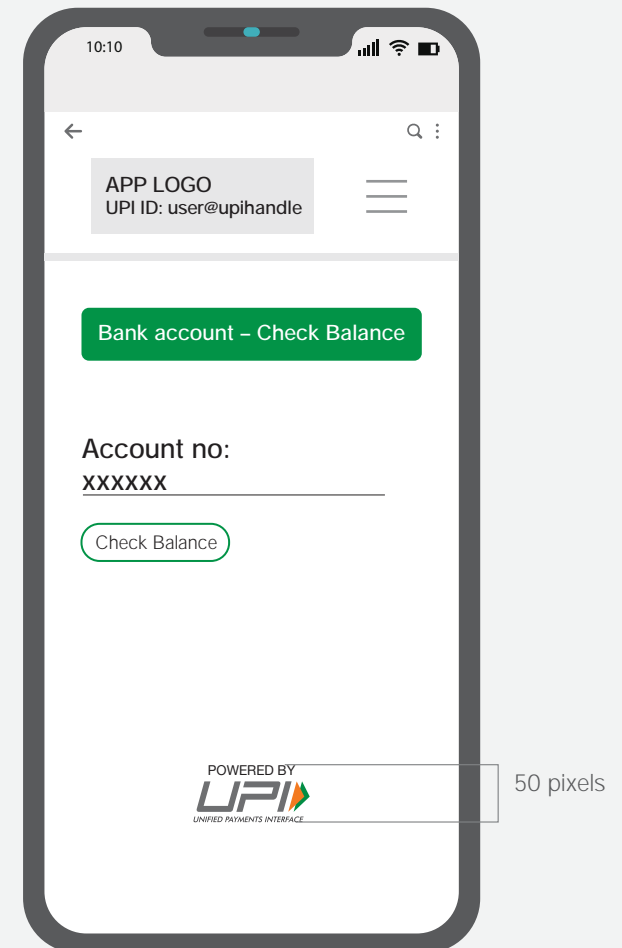 10:10
APP LOGO
UPI ID: user@upihandle
Bank account – Check Balance
Account no:
xxxxxx
Check Balance
POWERED BY
UPI
UNIFIED PAYMENTS INTERFACE
50 pixels